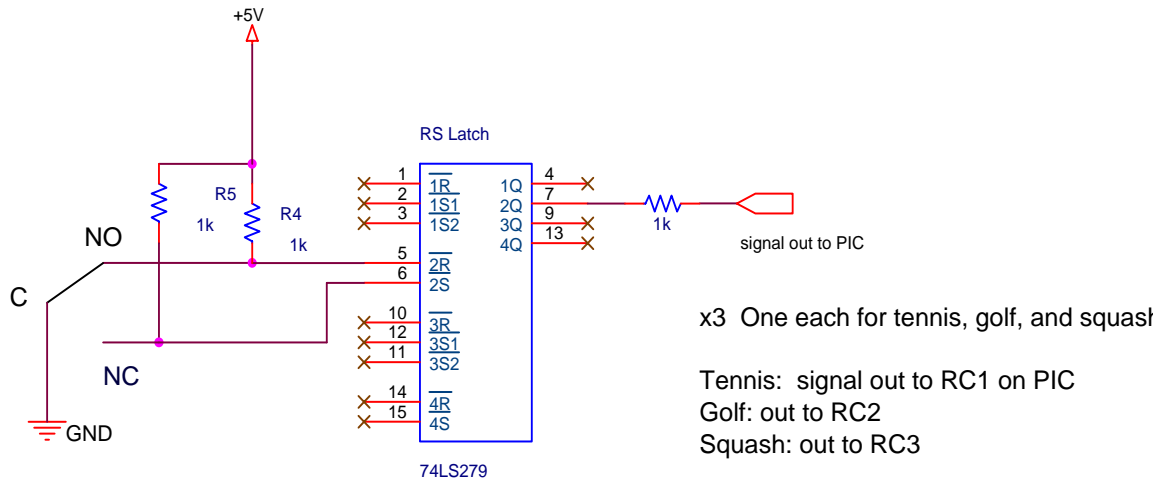 +5V
RS Latch
1 1R 1Q 4
2 1S1 2Q 7
3 1S2 3Q 9
4Q 13
R5
1k
R4
1k
1k
signal out to PIC
NO
5 2R
6 2S
C
10 3R
12 3S1
11 3S2
NC
14 4R
15 4S
GND
74LS279
x3 One each for tennis, golf, and squash
Tennis: signal out to RC1 on PIC
Golf: out to RC2
Squash: out to RC3